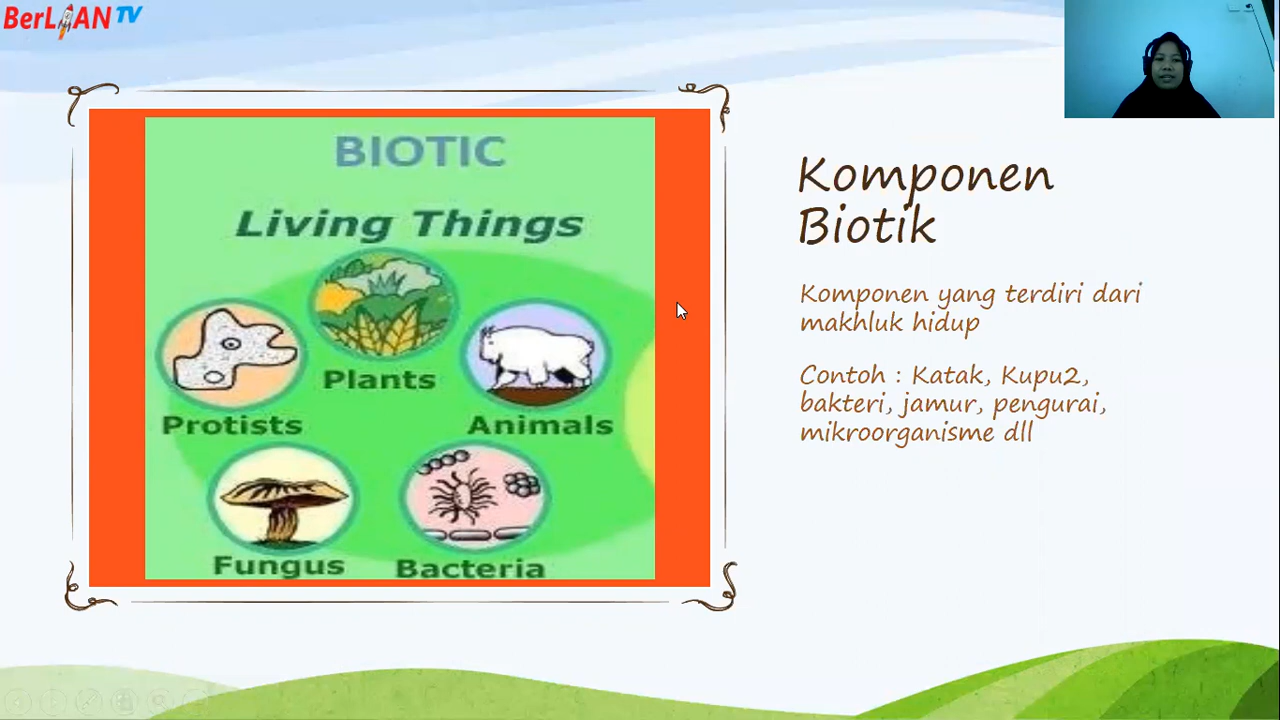 BerLIAN TV
BIOTIC
Living Things
Plants
Protists
Animals
Fungus
Bacteria
Komponen
Biotik
Komponen yang terdiri dari
makhluk hidup
Contoh : Katak, Kupu2,
bakteri, jamur, pengurai,
mikroorganisme dll